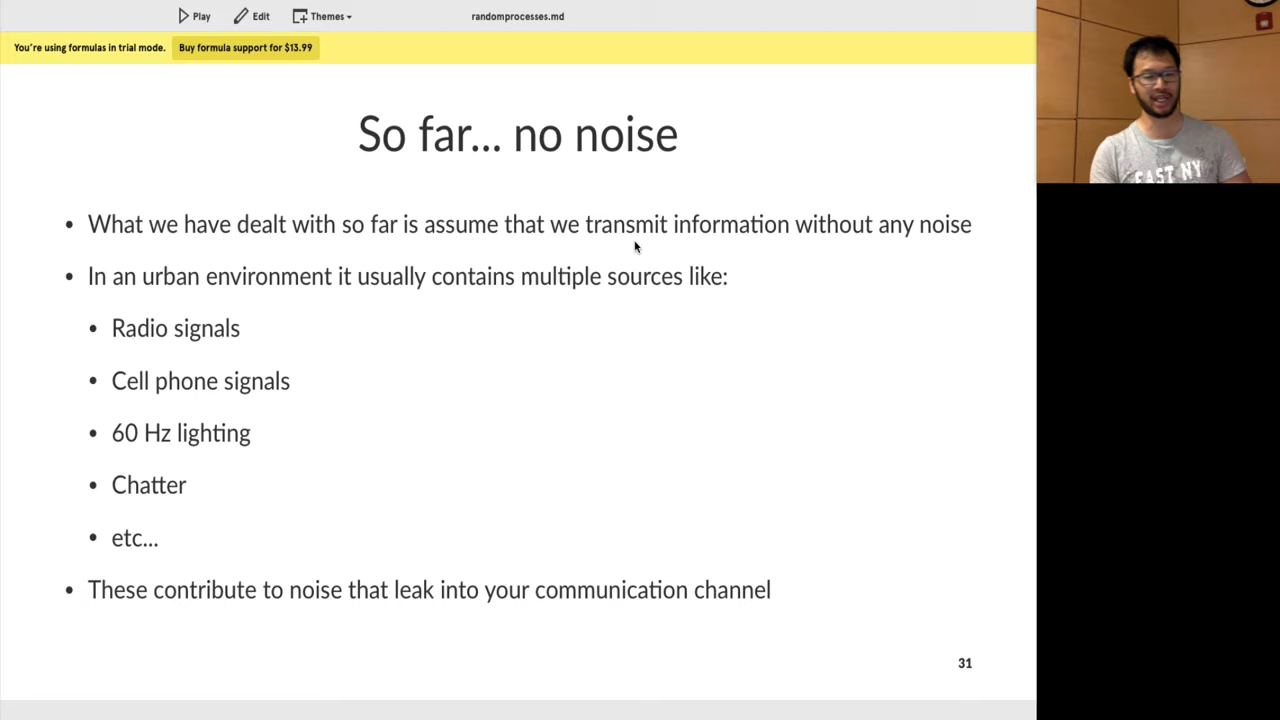 Play
Edit
Themes
randomprocesses.md
You're using formulas in trial mode.
Buy formula support for $13.99
So far... no noise
• What we have dealt with so far is assume that we transmit information without any noise
• In an urban environment it usually contains multiple sources like:
• Radio signals
• Cell phone signals
• 60 Hz lighting
• Chatter
• etc...
• These contribute to noise that leak into your communication channel
31
EAST NY